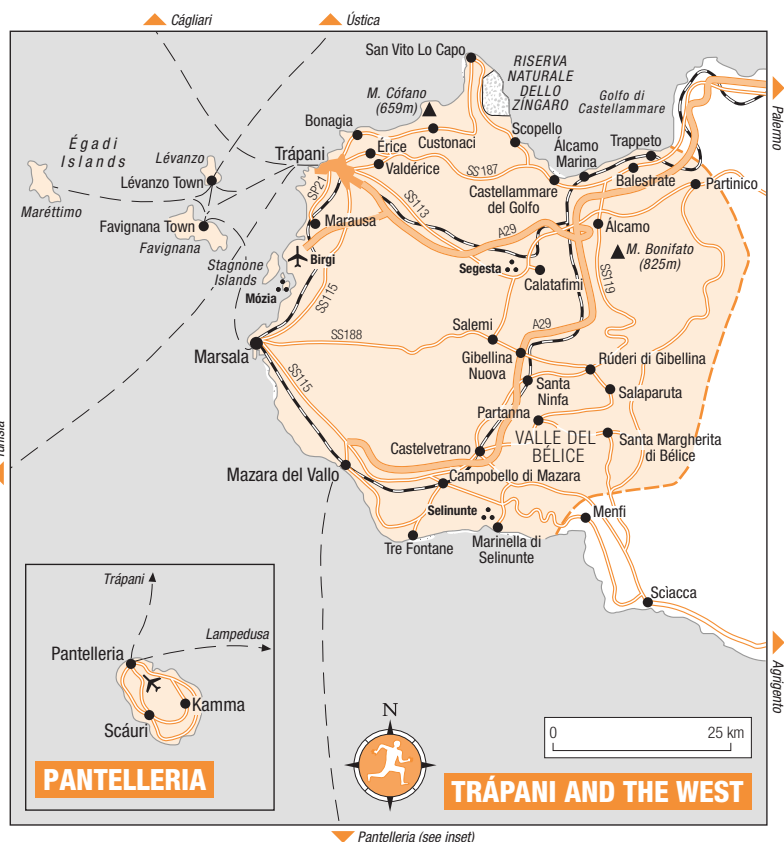 Cágliari
Ústica
San Vito Lo Capo
RISERVA
NATURALE
DELLO
ZÍNGARO
M. Cófano
(659m)
Golfo di
Castellammare
Palermo
Bonagia
Custonaci
Scopello
Álcamo
Marina
Trappeto
Égadi
Islands
Lévanzo
Trápani
Érice
Valdérice
SS187
Lévanzo Town
Castellammare
del Golfo
Balestrate
Partinico
Maréttimo
SP21
SS113
Favignana Town
Favignana
Marausa
A29
Álcamo
M. Bonifato
(825m)
Stagnone
Islands
Birgi
Segesta
Calatafimi
SS119
Mózia
SS115
SS188
Salemi
A29
Marsala
Gibellina
Nuova
Rúderi di Gibellina
SS115
Santa
Ninfa
Salaparuta
Partanna
VALLE DEL
BÉLICE
Santa Margherita
di Bélice
Tunisia
Castelvetrano
Mazara del Vallo
Campobello di Mazara
Selinunte
Menfi
Tre Fontane
Marinella di
Selinunte
Sciacca
Agrigento
Trápani
Lampedusa
Pantelleria
Kamma
Scáuri
PANTELLERIA
N
0
25 km
TRÁPANI AND THE WEST
Pantelleria (see inset)